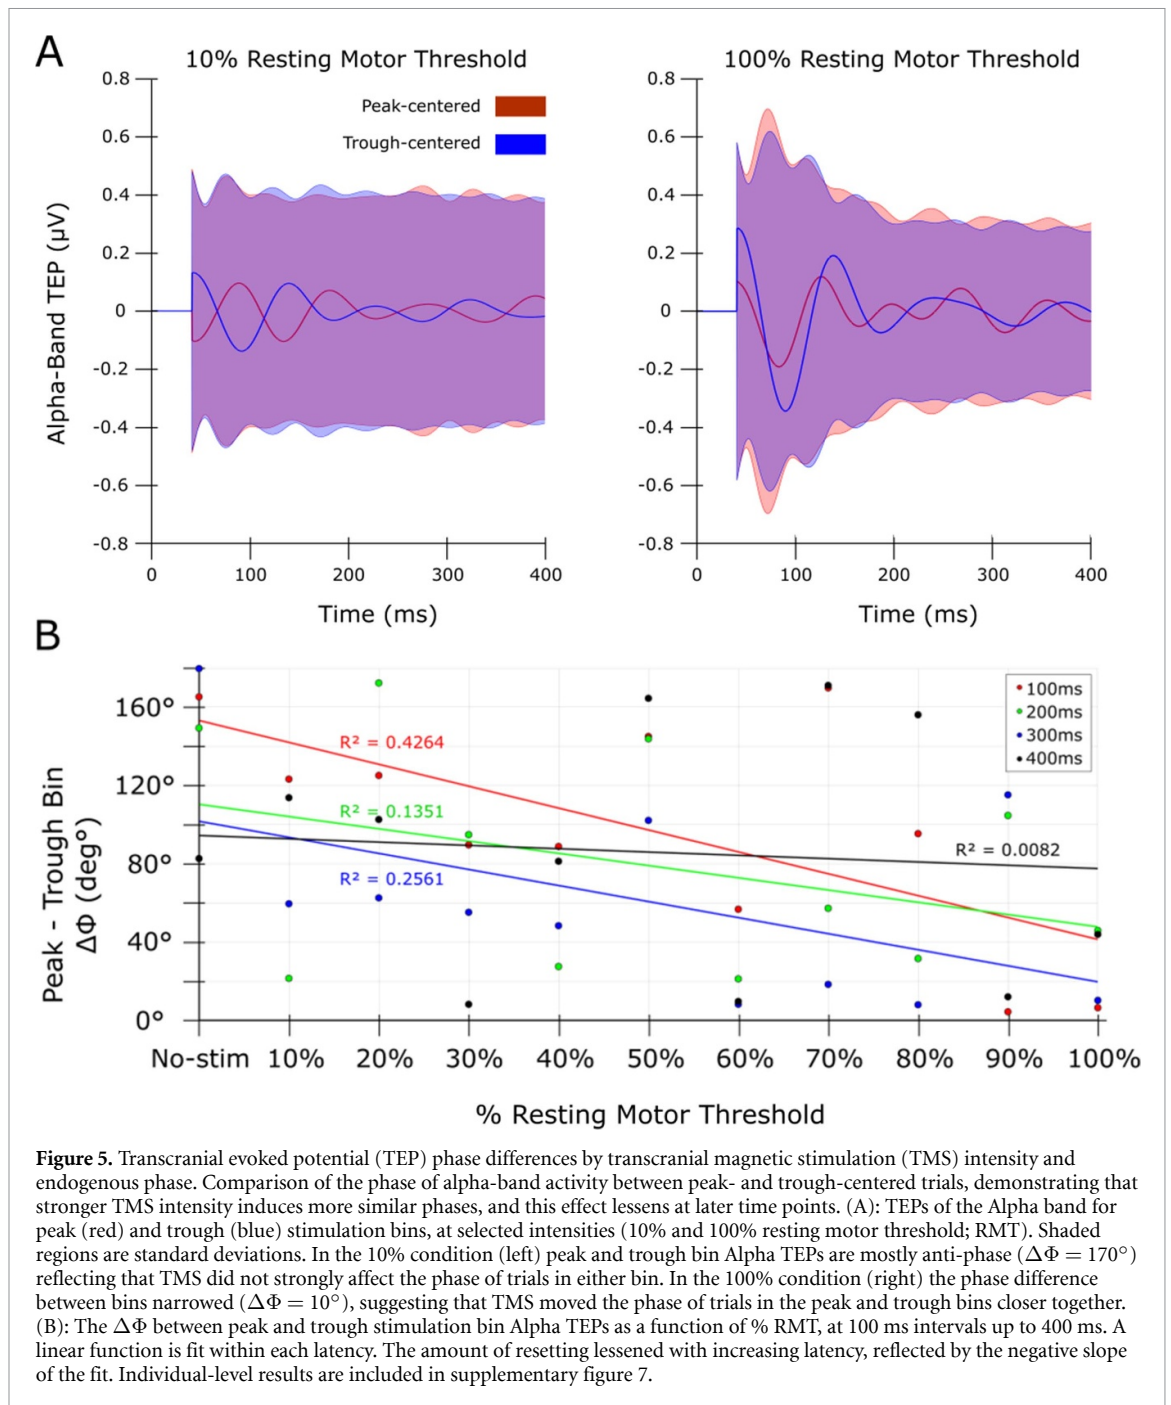 A
10% Resting Motor Threshold
100% Resting Motor Threshold
Peak-centered
Trough-centered
Alpha-Band TEP (µV)
0.8
0.6
0.4
0.2
0
-0.2
-0.4
-0.6
-0.8
0
100
200
300
400
Time (ms)
0.8
0.6
0.4
0.2
0
-0.2
-0.4
-0.6
-0.8
0
100
200
300
400
Time (ms)
B
Peak - Trough Bin
ΔΦ (deg°)
160°
120°
80°
40°
0°
R² = 0.4264
R² = 0.1351
R² = 0.2561
R² = 0.0082
100ms
200ms
300ms
400ms
No-stim 10% 20% 30% 40% 50% 60% 70% 80% 90% 100%
% Resting Motor Threshold
Figure 5. Transcranial evoked potential (TEP) phase differences by transcranial magnetic stimulation (TMS) intensity and
endogenous phase. Comparison of the phase of alpha-band activity between peak- and trough-centered trials, demonstrating that
stronger TMS intensity induces more similar phases, and this effect lessens at later time points. (A): TEPs of the Alpha band for
peak (red) and trough (blue) stimulation bins, at selected intensities (10% and 100% resting motor threshold; RMT). Shaded
regions are standard deviations. In the 10% condition (left) peak and trough bin Alpha TEPs are mostly anti-phase (ΔΦ = 170°)
reflecting that TMS did not strongly affect the phase of trials in either bin. In the 100% condition (right) the phase difference
between bins narrowed (ΔΦ = 10°), suggesting that TMS moved the phase of trials in the peak and trough bins closer together.
(B): The ΔΦ between peak and trough stimulation bin Alpha TEPs as a function of % RMT, at 100 ms intervals up to 400 ms. A
linear function is fit within each latency. The amount of resetting lessened with increasing latency, reflected by the negative slope
of the fit. Individual-level results are included in supplementary figure 7.